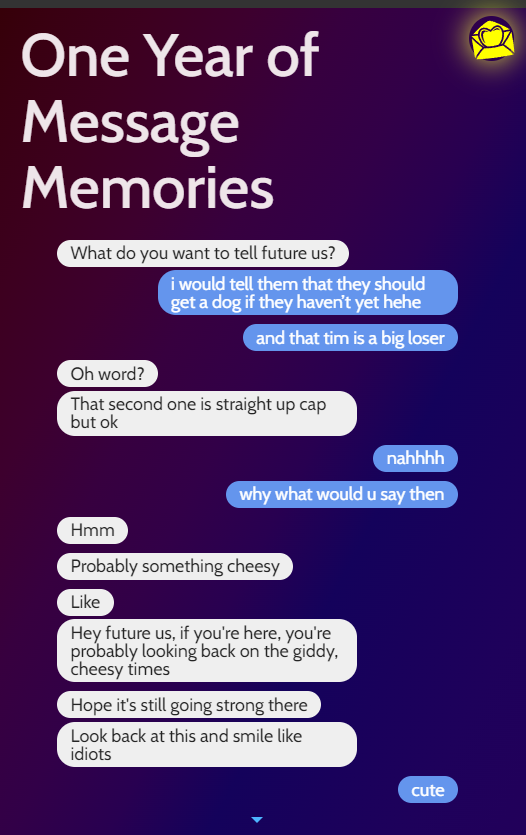 One Year of
Message
Memories
What do you want to tell future us?
i would tell them that they should
get a dog if they haven't yet hehe
and that tim is a big loser
Oh word?
That second one is straight up cap
but ok
nahhhh
why what would u say then
Hmm
Probably something cheesy
Like
Hey future us, if you're here, you're
probably looking back on the giddy,
cheesy times
Hope it's still going strong there
Look back at this and smile like
idiots
cute